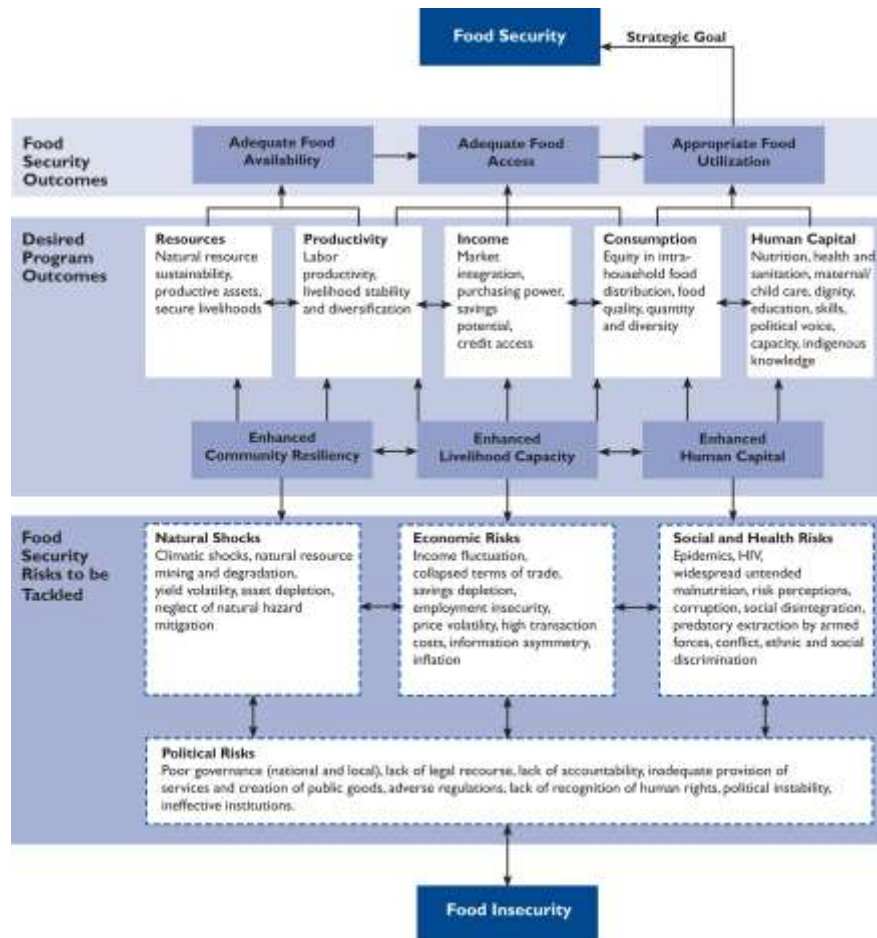 Food Security
Strategic Goal
Food
Security
Outcomes
Adequate Food
Availability
Adequate Food
Access
Appropriate Food
Utilization
Desired
Program
Outcomes
Resources
Natural resource
sustainability,
productive assets,
secure livelihoods
Productivity
Labor
productivity,
livelihood stability
and diversification
Income
Market
integration,
purchasing power,
savings
potential,
credit access
Consumption
Equity in intra-
household food
distribution, food
quality, quantity
and diversity
Human Capital
Nutrition, health and
sanitation, maternal/
child care, dignity,
education, skills,
political voice,
capacity, indigenous
knowledge
Enhanced
Community Resiliency
Enhanced
Livelihood Capacity
Enhanced
Human Capital
Food
Security
Risks to be
Tackled
Natural Shocks
Climatic shocks, natural resource
mining and degradation,
yield volatility, asset depletion,
neglect of natural hazard
mitigation
Economic Risks
Income fluctuation,
collapsed terms of trade,
savings depletion,
employment insecurity,
price volatility, high transaction
costs, information asymmetry,
inflation
Social and Health Risks
Epidemics, HIV,
widespread untended
malnutrition, risk perceptions,
corruption, social disintegration,
predatory extraction by armed
forces, conflict, ethnic and social
discrimination
Political Risks
Poor governance (national and local), lack of legal recourse, lack of accountability, inadequate provision of
services and creation of public goods, adverse regulations, lack of recognition of human rights, political instability,
ineffective institutions.
Food Insecurity